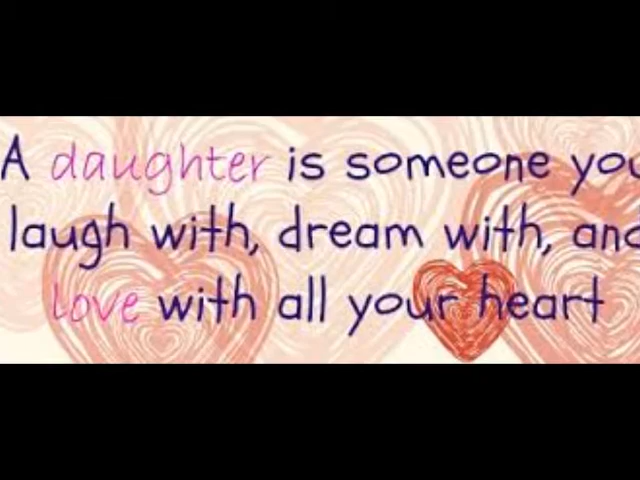 A daughter is someone you
laugh with, dream with, and
love with all your heart